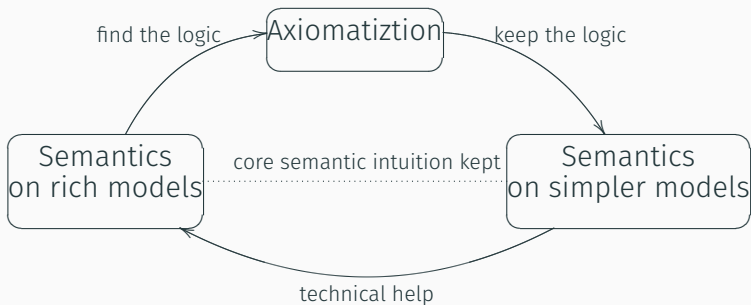 Axiomatiztion
find the logic
keep the logic
Semantics
on rich models
core semantic intuition kept
Semantics
on simpler models
technical help